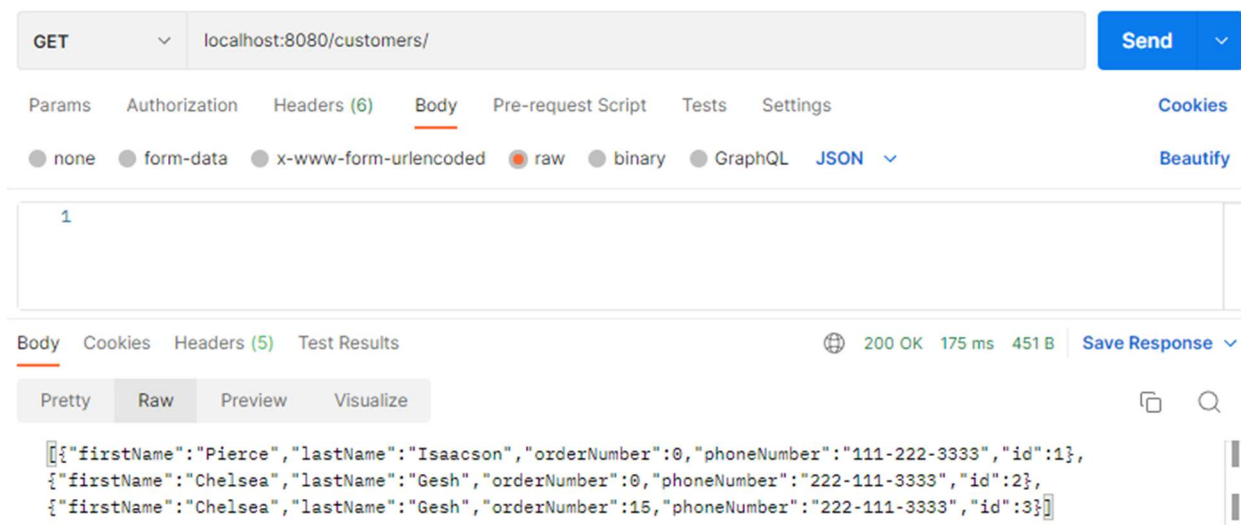 GET localhost:8080/customers/ Send
Params Authorization Headers (6) Body Pre-request Script Tests Settings Cookies
none form-data x-www-form-urlencoded raw binary GraphQL JSON Beautify
1
Body Cookies Headers (5) Test Results 200 OK 175 ms 451 B Save Response
Pretty Raw Preview Visualize
[{"firstName":"Pierce","lastName":"Isaacson","orderNumber":0,"phoneNumber":"111-222-3333","id":1},
{"firstName":"Chelsea","lastName":"Gesh","orderNumber":0,"phoneNumber":"222-111-3333","id":2},
{"firstName":"Chelsea","lastName":"Gesh","orderNumber":15,"phoneNumber":"222-111-3333","id":3}]